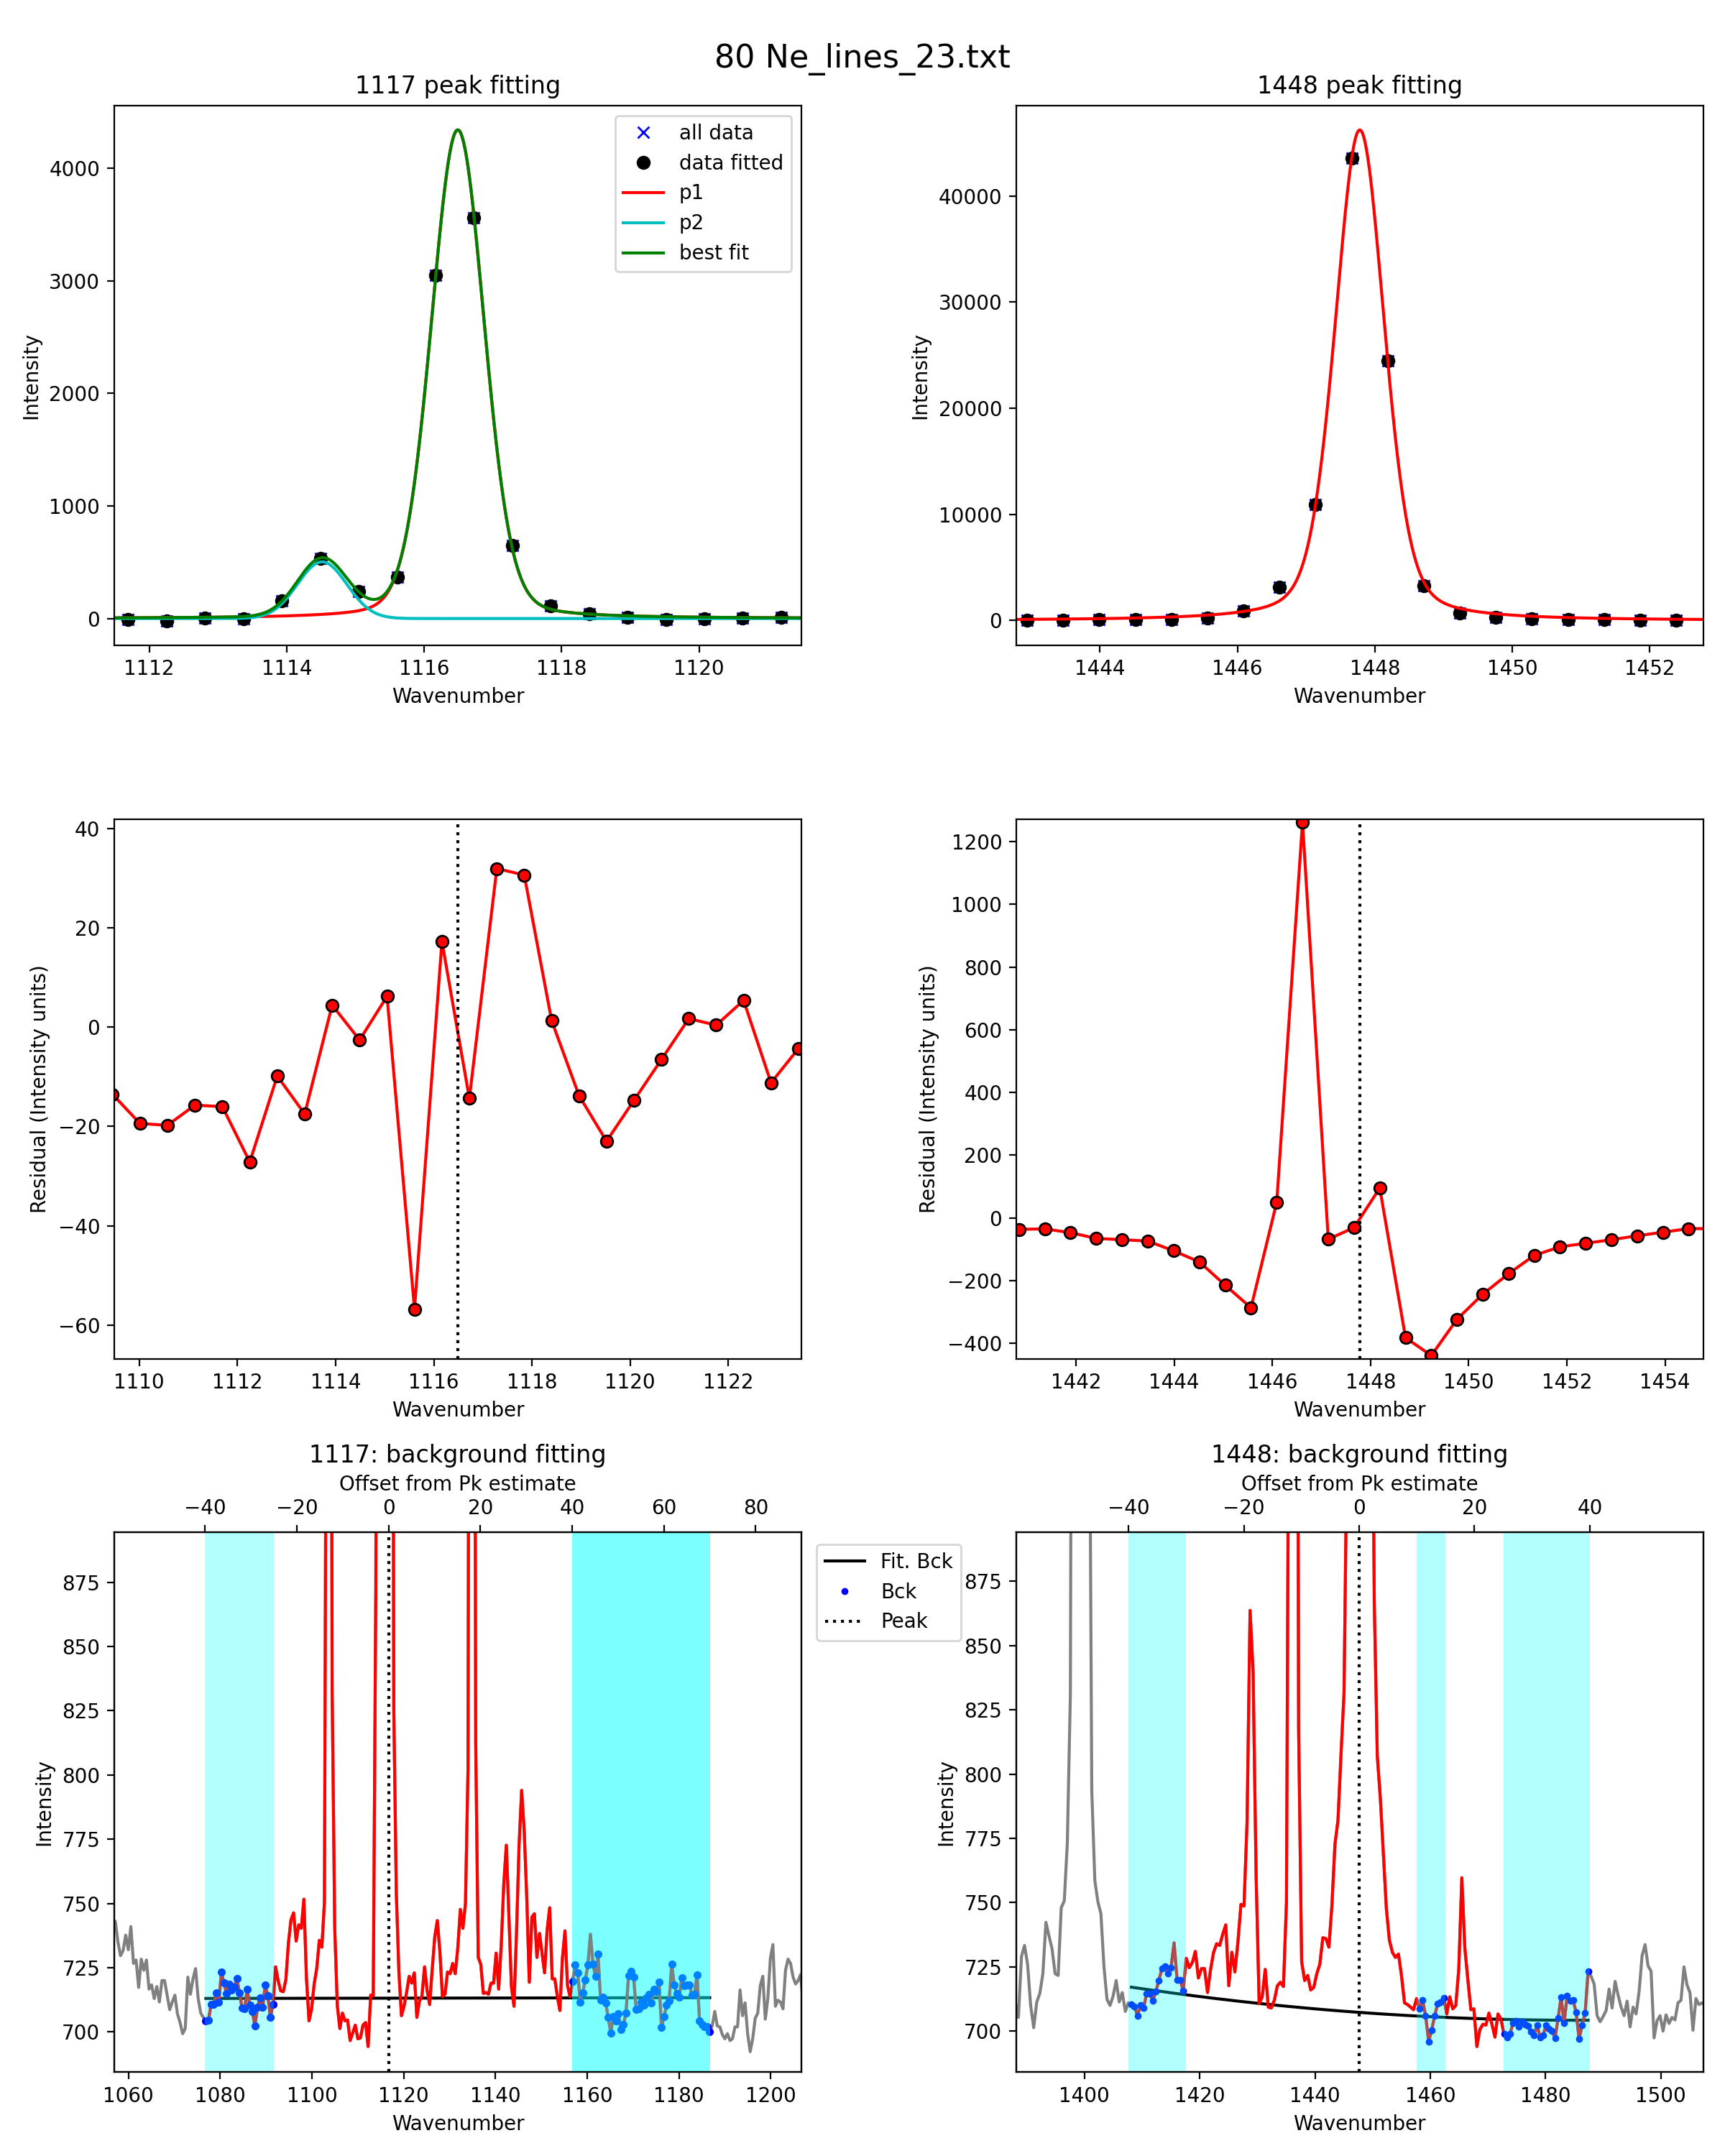 80 Ne_lines_23.txt
1117 peak fitting
1448 peak fitting
all data
data fitted
p1
p2
best fit
Intensity
4000
3000
2000
1000
0
1112 1114 1116 1118 1120
Wavenumber
Intensity
40000
30000
20000
10000
0
1444 1446 1448 1450 1452
Wavenumber
Residual (Intensity units)
40
20
0
−20
−40
−60
1110 1112 1114 1116 1118 1120 1122
Wavenumber
Residual (Intensity units)
1200
1000
800
600
400
200
0
−200
−400
1442 1444 1446 1448 1450 1452 1454
Wavenumber
1117: background fitting
Offset from Pk estimate
−40 −20 0 20 40 60 80
Intensity
875
850
825
800
775
750
725
700
1060 1080 1100 1120 1140 1160 1180 1200
Wavenumber
Fit. Bck
Bck
Peak
1448: background fitting
Offset from Pk estimate
−40 −20 0 20 40
Intensity
875
850
825
800
775
750
725
700
1400 1420 1440 1460 1480 1500
Wavenumber